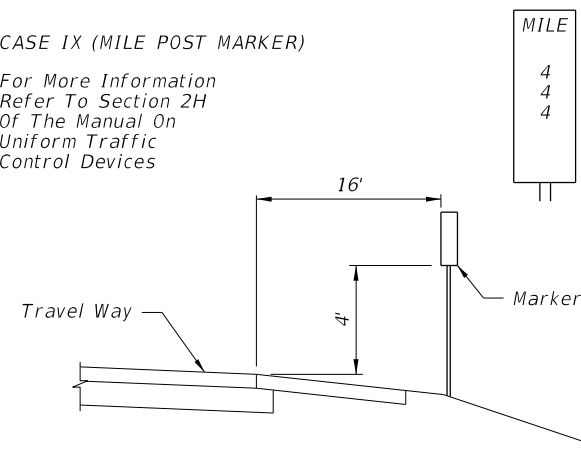 CASE IX (MILE POST MARKER)
For More Information
Refer To Section 2H
Of The Manual On
Uniform Traffic
Control Devices
MILE
4
4
4
16'
4'
Travel Way
Marker